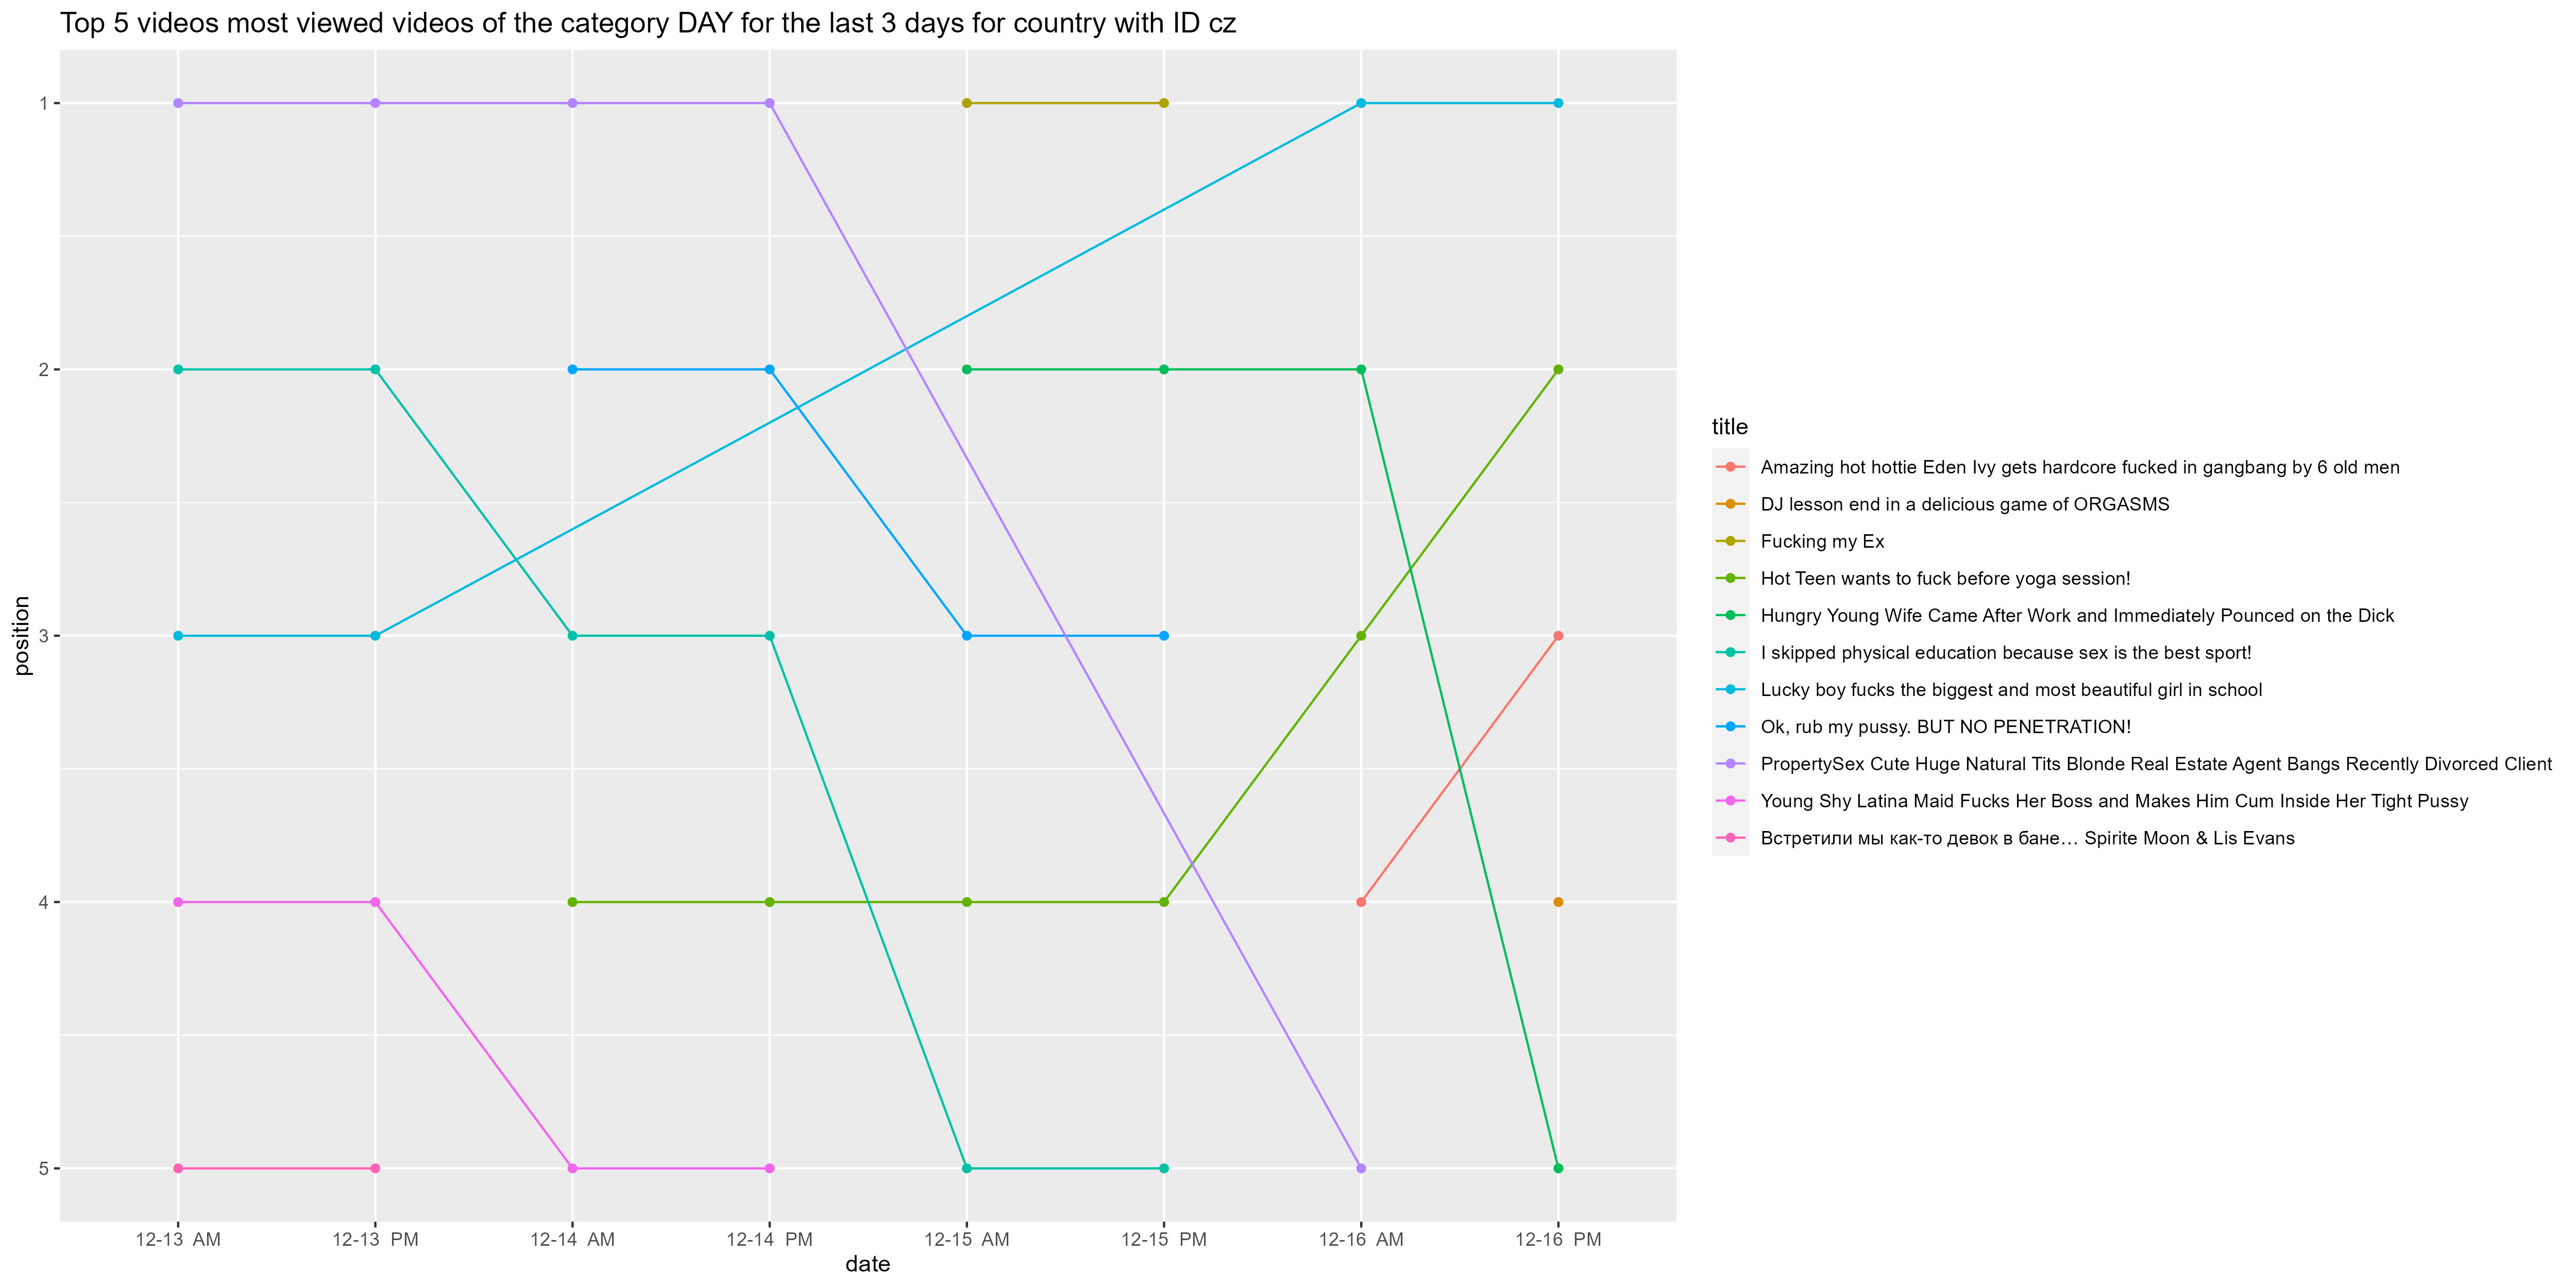 Top 5 videos most viewed videos of the category DAY for the last 3 days for country with ID cz
position
1
2
3
4
5
12-13 AM
12-13 PM
12-14 AM
12-14 PM
12-15 AM
12-15 PM
12-16 AM
12-16 PM
date
title
Amazing hot hottie Eden Ivy gets hardcore fucked in gangbang by 6 old men
DJ lesson end in a delicious game of ORGASMS
Fucking my Ex
Hot Teen wants to fuck before yoga session!
Hungry Young Wife Came After Work and Immediately Pounced on the Dick
I skipped physical education because sex is the best sport!
Lucky boy fucks the biggest and most beautiful girl in school
Ok, rub my pussy. BUT NO PENETRATION!
PropertySex Cute Huge Natural Tits Blonde Real Estate Agent Bangs Recently Divorced Client
Young Shy Latina Maid Fucks Her Boss and Makes Him Cum Inside Her Tight Pussy
Встретили мы как-то девок в бане… Spirite Moon & Lis Evans